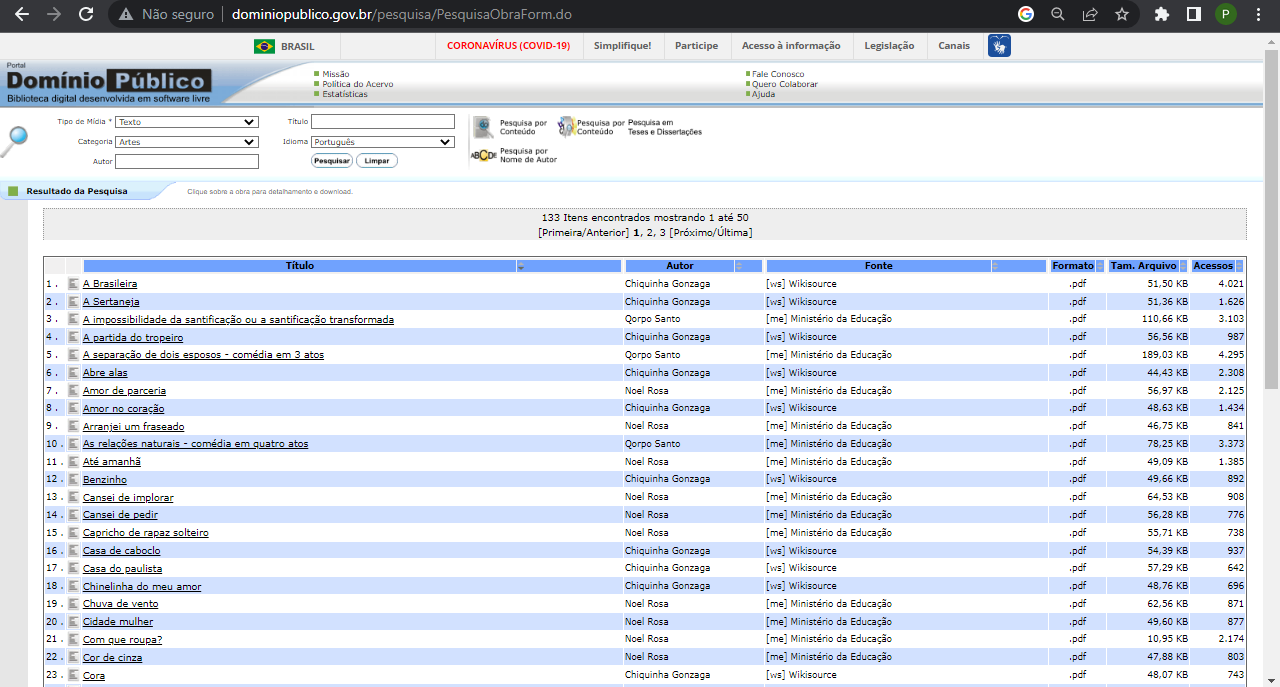 Não seguro | dominiopublico.gov.br/pesquisa/PesquisaObraForm.do P
BRASIL CORONAVÍRUS (COVID-19) Simplifique! Participe Acesso à informação Legislação Canais
Portal
Domínio Público
Biblioteca digital desenvolvida em software livre
Missão
Política do Acervo
Estatísticas
Fale Conosco
Quero Colaborar
Ajuda
Tipo de Mídia * Texto Título
Categoria Artes Idioma Português
Autor Pesquisar Limpar
Pesquisa por Conteúdo
Pesquisa por Conteúdo
Pesquisa em Teses e Dissertações
ABCDE Pesquisa por Nome de Autor
Resultado da Pesquisa Clique sobre a obra para detalhamento e download.
133 Itens encontrados mostrando 1 até 50
[Primeira/Anterior] 1, 2, 3 [Próximo/Última]
Título Autor Fonte Formato Tam. Arquivo Acessos
1 . A Brasileira Chiquinha Gonzaga [ws] Wikisource .pdf 51,50 KB 4.021
2 . A Sertaneja Chiquinha Gonzaga [ws] Wikisource .pdf 51,36 KB 1.626
3 . A impossibilidade da santificação ou a santificação transformada Qorpo Santo [me] Ministério da Educação .pdf 110,66 KB 3.103
4 . A partida do tropeiro Chiquinha Gonzaga [ws] Wikisource .pdf 56,56 KB 987
5 . A separação de dois esposos - comédia em 3 atos Qorpo Santo [me] Ministério da Educação .pdf 189,03 KB 4.295
6 . Abre alas Chiquinha Gonzaga [ws] Wikisource .pdf 44,43 KB 2.308
7 . Amor de parceria Noel Rosa [me] Ministério da Educação .pdf 56,97 KB 2.125
8 . Amor no coração Chiquinha Gonzaga [ws] Wikisource .pdf 48,63 KB 1.434
9 . Arranjei um fraseado Noel Rosa [me] Ministério da Educação .pdf 46,75 KB 841
10 . As relações naturais - comédia em quatro atos Qorpo Santo [me] Ministério da Educação .pdf 78,25 KB 3.373
11 . Até amanhã Noel Rosa [me] Ministério da Educação .pdf 49,09 KB 1.385
12 . Benzinho Chiquinha Gonzaga [ws] Wikisource .pdf 49,66 KB 892
13 . Cansei de implorar Noel Rosa [me] Ministério da Educação .pdf 64,53 KB 908
14 . Cansei de pedir Noel Rosa [me] Ministério da Educação .pdf 56,28 KB 776
15 . Capricho de rapaz solteiro Noel Rosa [me] Ministério da Educação .pdf 55,71 KB 738
16 . Casa de caboclo Chiquinha Gonzaga [ws] Wikisource .pdf 54,39 KB 937
17 . Casa do paulista Chiquinha Gonzaga [ws] Wikisource .pdf 57,29 KB 642
18 . Chinelinha do meu amor Chiquinha Gonzaga [ws] Wikisource .pdf 48,76 KB 696
19 . Chuva de vento Noel Rosa [me] Ministério da Educação .pdf 62,56 KB 871
20 . Cidade mulher Noel Rosa [me] Ministério da Educação .pdf 49,60 KB 877
21 . Com que roupa? Noel Rosa [me] Ministério da Educação .pdf 10,95 KB 2.174
22 . Cor de cinza Noel Rosa [me] Ministério da Educação .pdf 47,88 KB 803
23 . Cora Chiquinha Gonzaga [ws] Wikisource .pdf 48,07 KB 743